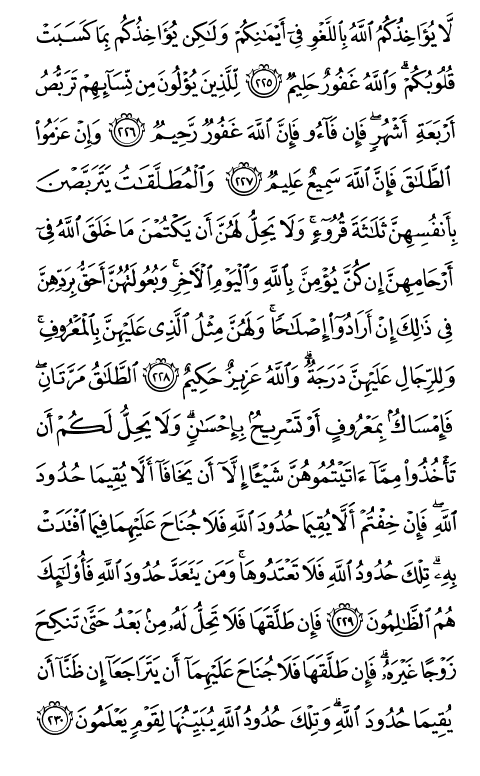 لَّا يُؤَاخِذُكُمُ ٱللَّهُ بِٱللَّغْوِ فِىٓ أَيْمَـٰنِكُمْ وَلَـٰكِن يُؤَاخِذُكُم بِمَا كَسَبَتْ
قُلُوبُكُمْ ۗ وَٱللَّهُ غَفُورٌ حَلِيمٌ ٢٢٥ لِّلَّذِينَ يُؤْلُونَ مِن نِّسَآئِهِمْ تَرَبُّصُ
أَرْبَعَةِ أَشْهُرٍ ۖ فَإِن فَآءُو فَإِنَّ ٱللَّهَ غَفُورٌ رَّحِيمٌ ٢٢٦ وَإِنْ عَزَمُوا۟
ٱلطَّلَـٰقَ فَإِنَّ ٱللَّهَ سَمِيعٌ عَلِيمٌ ٢٢٧ وَٱلْمُطَلَّقَـٰتُ يَتَرَبَّصْنَ
بِأَنفُسِهِنَّ ثَلَـٰثَةَ قُرُوٓءٍ ۚ وَلَا يَحِلُّ لَهُنَّ أَن يَكْتُمْنَ مَا خَلَقَ ٱللَّهُ فِىٓ
أَرْحَامِهِنَّ إِن كُنَّ يُؤْمِنَّ بِٱللَّهِ وَٱلْيَوْمِ ٱلْـَٔاخِرِ ۚ وَبُعُولَتُهُنَّ أَحَقُّ بِرَدِّهِنَّ
فِى ذَٰلِكَ إِنْ أَرَادُوٓا۟ إِصْلَـٰحًا ۚ وَلَهُنَّ مِثْلُ ٱلَّذِى عَلَيْهِنَّ بِٱلْمَعْرُوفِ ۚ
وَلِلرِّجَالِ عَلَيْهِنَّ دَرَجَةٌ ۗ وَٱللَّهُ عَزِيزٌ حَكِيمٌ ٢٢٨ ٱلطَّلَـٰقُ مَرَّتَانِ ۖ
فَإِمْسَاكٌۢ بِمَعْرُوفٍ أَوْ تَسْرِيحٌۢ بِإِحْسَـٰنٍ ۗ وَلَا يَحِلُّ لَكُمْ أَن
تَأْخُذُوا۟ مِمَّآ ءَاتَيْتُمُوهُنَّ شَيْـًٔا إِلَّآ أَن يَخَافَآ أَلَّا يُقِيمَا حُدُودَ
ٱللَّهِ ۖ فَإِنْ خِفْتُمْ أَلَّا يُقِيمَا حُدُودَ ٱللَّهِ فَلَا جُنَاحَ عَلَيْهِمَا فِيمَا ٱفْتَدَتْ
بِهِۦ ۗ تِلْكَ حُدُودُ ٱللَّهِ فَلَا تَعْتَدُوهَا ۚ وَمَن يَتَعَدَّ حُدُودَ ٱللَّهِ فَأُو۟لَـٰٓئِكَ
هُمُ ٱلظَّـٰلِمُونَ ٢٢٩ فَإِن طَلَّقَهَا فَلَا تَحِلُّ لَهُۥ مِنۢ بَعْدُ حَتَّىٰ تَنكِحَ
زَوْجًا غَيْرَهُۥ ۗ فَإِن طَلَّقَهَا فَلَا جُنَاحَ عَلَيْهِمَآ أَن يَتَرَاجَعَآ إِن ظَنَّآ أَن
يُقِيمَا حُدُودَ ٱللَّهِ ۗ وَتِلْكَ حُدُودُ ٱللَّهِ يُبَيِّنُهَا لِقَوْمٍ يَعْلَمُونَ ٢٣٠